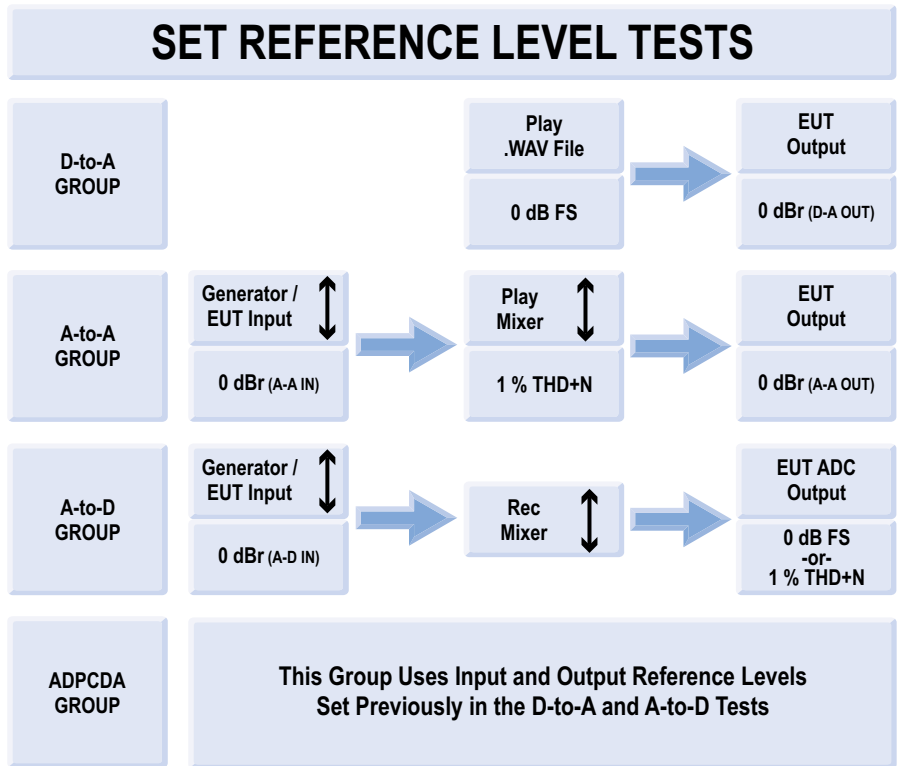 SET REFERENCE LEVEL TESTS
D-to-A
GROUP
Play
.WAV File
0 dB FS
EUT
Output
0 dBr (D-A OUT)
A-to-A
GROUP
Generator /
EUT Input
0 dBr (A-A IN)
Play
Mixer
1 % THD+N
EUT
Output
0 dBr (A-A OUT)
A-to-D
GROUP
Generator /
EUT Input
0 dBr (A-D IN)
Rec
Mixer
EUT ADC
Output
0 dB FS
-or-
1 % THD+N
ADPCDA
GROUP
This Group Uses Input and Output Reference Levels
Set Previously in the D-to-A and A-to-D Tests